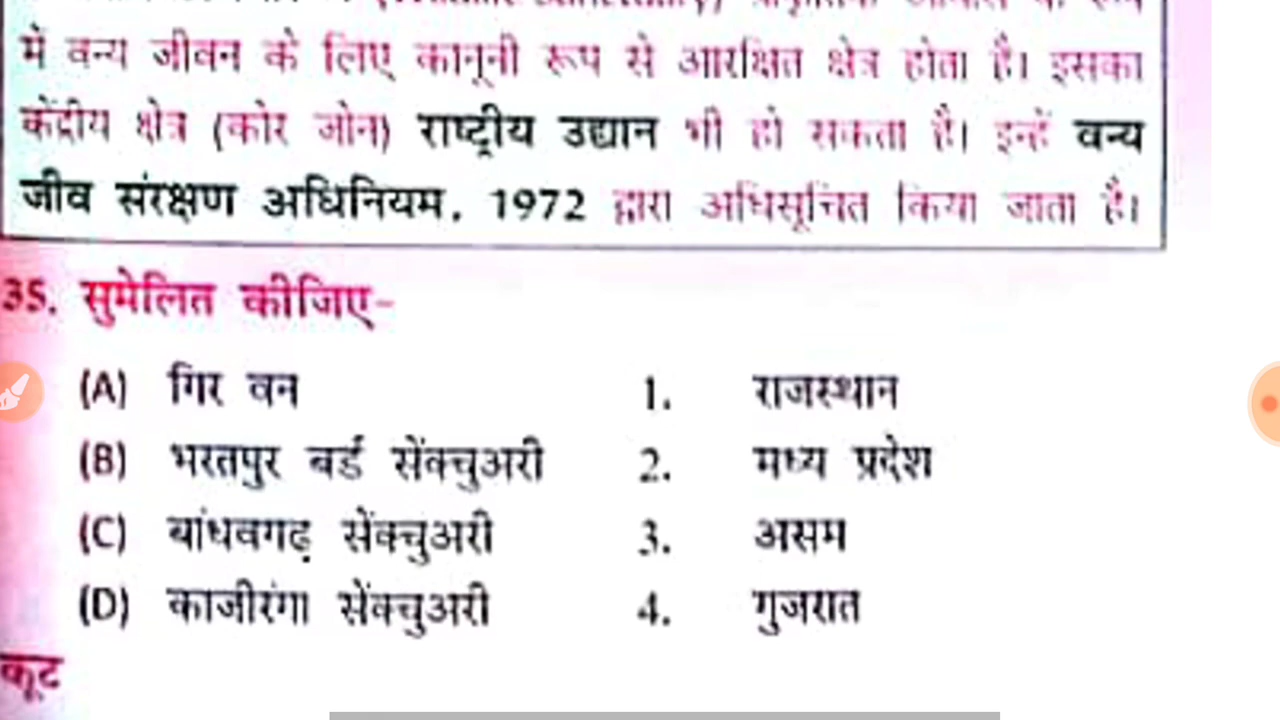 में वन्य जीवन के लिए कानूनी रूप से आरक्षित क्षेत्र होता है। इसका
केंद्रीय क्षेत्र (कोर जोन) राष्ट्रीय उद्यान भी हो सकता है। इन्हें वन्य
जीव संरक्षण अधिनियम, 1972 द्वारा अधिसूचित किया जाता है।
35. सुमेलित कीजिए-
(A) गिर वन 1. राजस्थान
(B) भरतपुर बर्ड सेंक्चुअरी 2. मध्य प्रदेश
(C) बांधवगढ़ सेंक्चुअरी 3. असम
(D) काजीरंगा सेंक्चुअरी 4. गुजरात
कूट